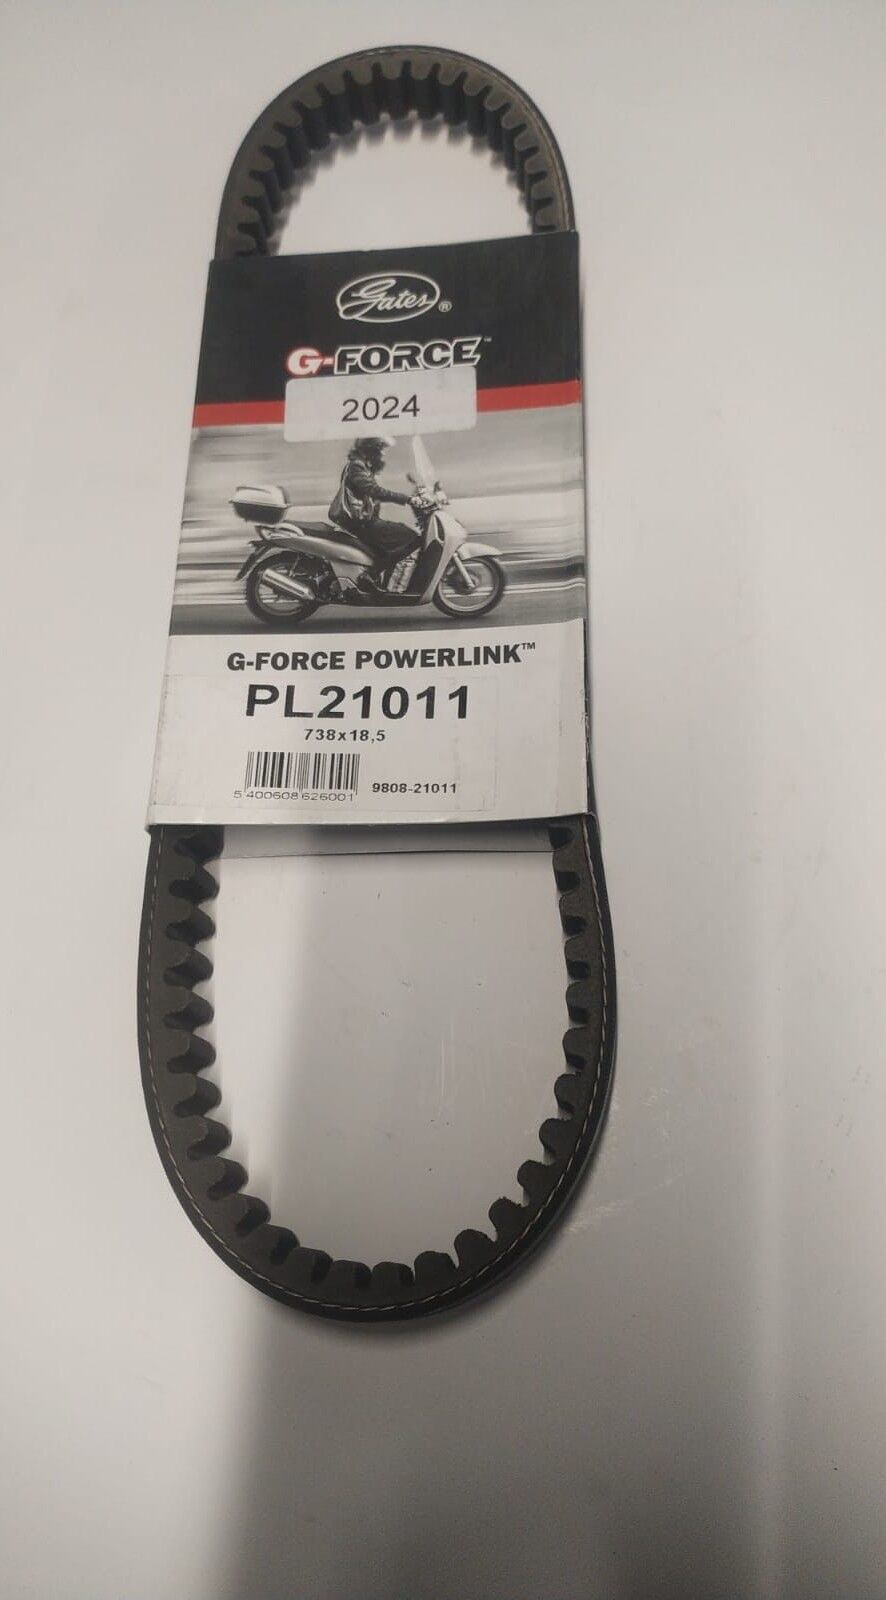 Gates®
G-FORCE™
2024
G-FORCE POWERLINK™
PL21011
738x18,5
5 400608 626001
9808-21011